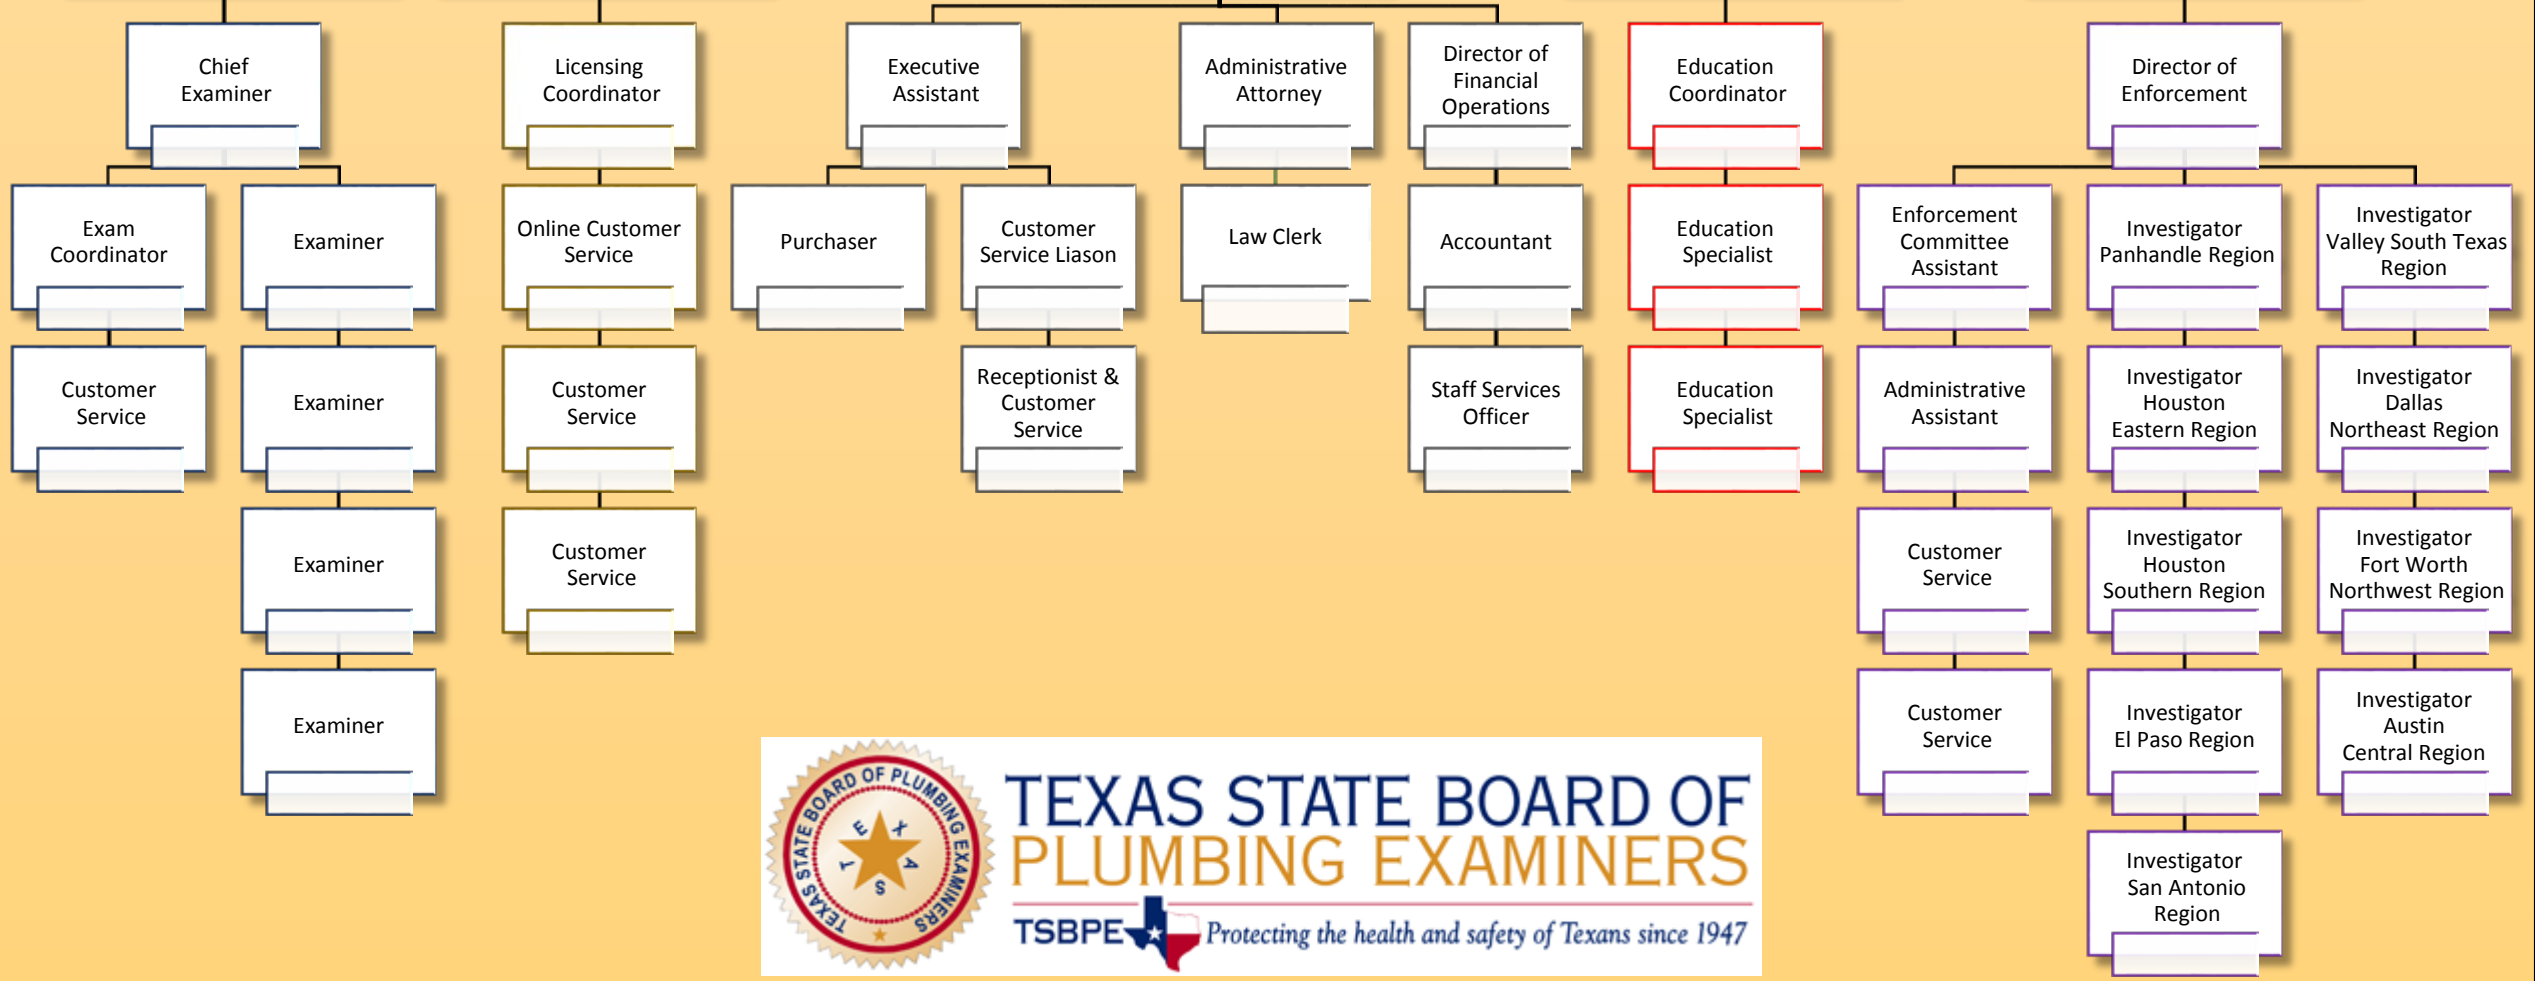 Chief
Examiner
Licensing
Coordinator
Executive
Assistant
Administrative
Attorney
Director of
Financial
Operations
Education
Coordinator
Director of
Enforcement
Exam
Coordinator
Examiner
Online Customer
Service
Purchaser
Customer
Service Liason
Law Clerk
Accountant
Education
Specialist
Enforcement
Committee
Assistant
Investigator
Panhandle Region
Investigator
Valley South Texas
Region
Customer
Service
Examiner
Customer
Service
Receptionist &
Customer
Service
Staff Services
Officer
Education
Specialist
Administrative
Assistant
Investigator
Houston
Eastern Region
Investigator
Dallas
Northeast Region
Examiner
Customer
Service
Customer
Service
Investigator
Houston
Southern Region
Investigator
Fort Worth
Northwest Region
Examiner
Customer
Service
Investigator
El Paso Region
Investigator
Austin
Central Region
Investigator
San Antonio
Region
TEXAS STATE BOARD OF PLUMBING EXAMINERS
TEXAS
TEXAS STATE BOARD OF
PLUMBING EXAMINERS
TSBPE Protecting the health and safety of Texans since 1947